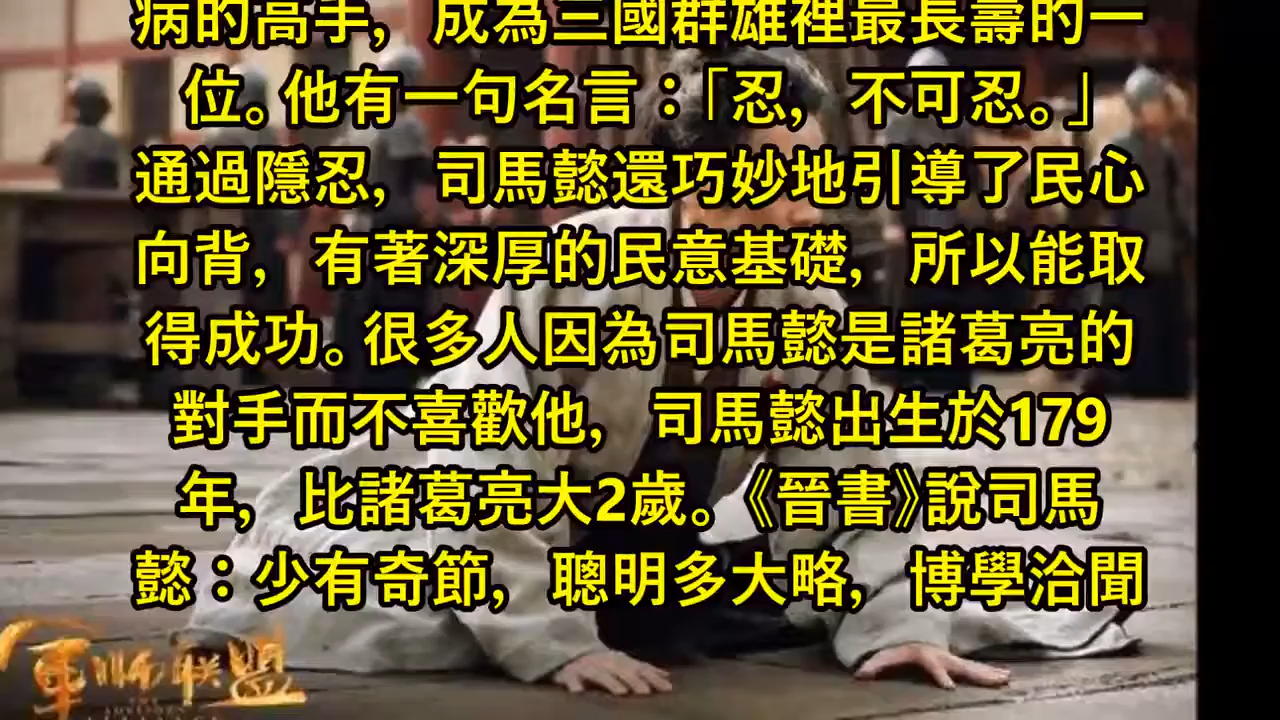 病的高手，成為三國群雄裡最長壽的一
位。他有一句名言：「忍，不可忍。」
通過隱忍，司馬懿還巧妙地引導了民心
向背，有著深厚的民意基礎，所以能取
得成功。很多人因為司馬懿是諸葛亮的
對手而不喜歡他，司馬懿出生於179
年，比諸葛亮大2歲。《晉書》說司馬
懿：少有奇節，聰明多大略，博學洽聞
軍師联盟